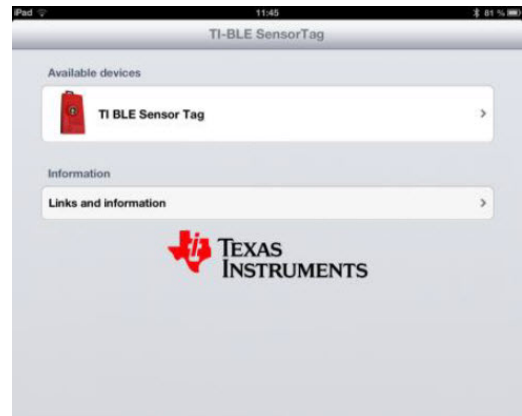 iPad 11:45 81 %
TI-BLE SensorTag
Available devices
TI BLE Sensor Tag
Information
Links and information
TEXAS
INSTRUMENTS